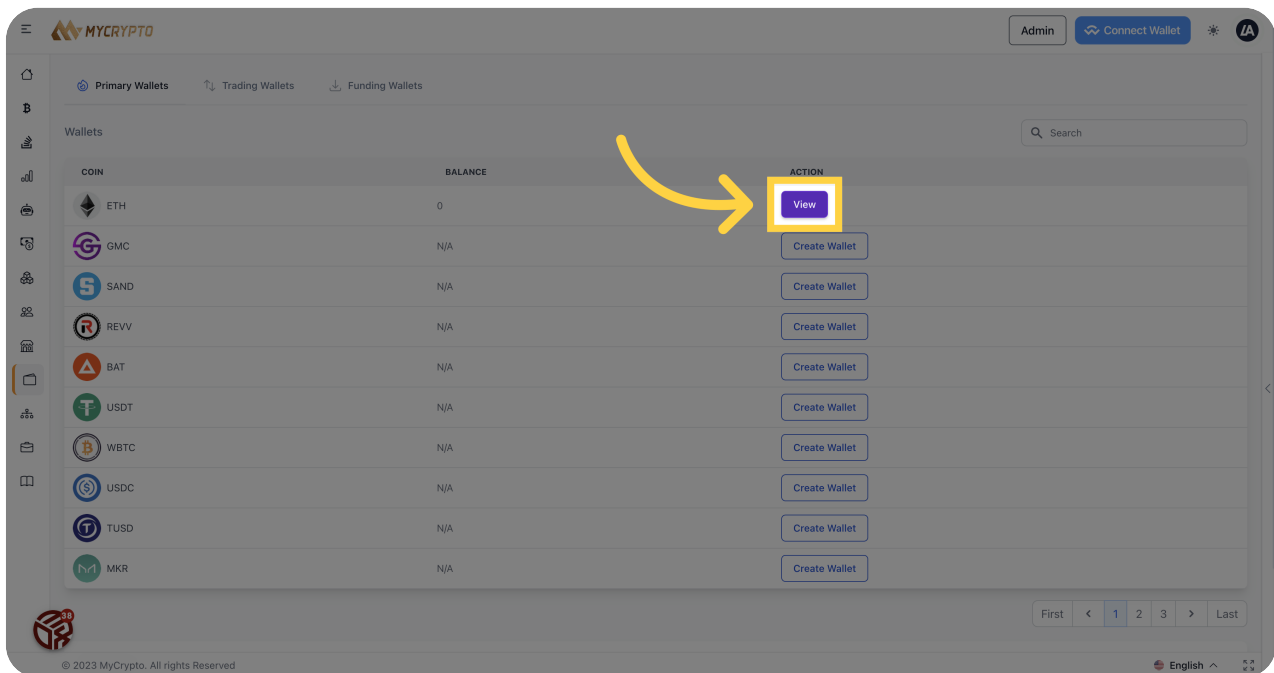 MYCRYPTO Admin Connect Wallet
Primary Wallets Trading Wallets Funding Wallets
Wallets Search
COIN BALANCE ACTION
ETH 0 View
GMC N/A Create Wallet
SAND N/A Create Wallet
REVV N/A Create Wallet
BAT N/A Create Wallet
USDT N/A Create Wallet
WBTC N/A Create Wallet
USDC N/A Create Wallet
TUSD N/A Create Wallet
MKR N/A Create Wallet
First 1 2 3 Last
38
© 2023 MyCrypto. All rights Reserved English